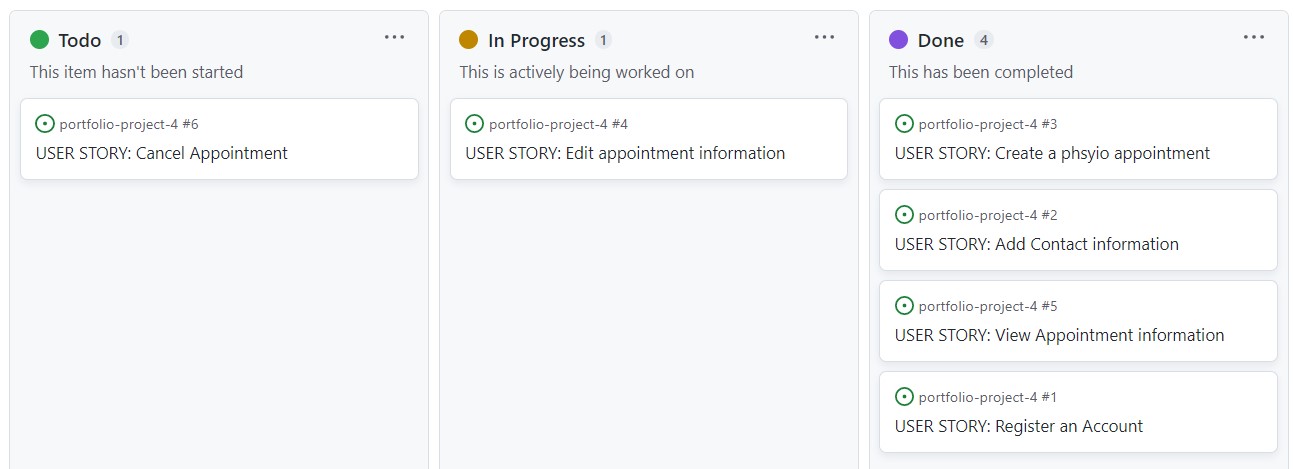 Todo 1 ...
This item hasn't been started
portfolio-project-4 #6
USER STORY: Cancel Appointment
In Progress 1 ...
This is actively being worked on
portfolio-project-4 #4
USER STORY: Edit appointment information
Done 4 ...
This has been completed
portfolio-project-4 #3
USER STORY: Create a phsyio appointment
portfolio-project-4 #2
USER STORY: Add Contact information
portfolio-project-4 #5
USER STORY: View Appointment information
portfolio-project-4 #1
USER STORY: Register an Account